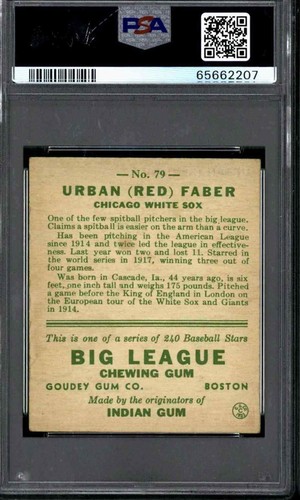 PSA
65662207
— No. 79 —
URBAN (RED) FABER
CHICAGO WHITE SOX
One of the few spitball pitchers in the big league.
Claims a spitball is easier on the arm than a curve.
Has been pitching in the American League
since 1914 and twice led the league in effective-
ness. Last year won two and lost 11. Starred in
the world series in 1917, winning three out of
four games.
Was born in Cascade, Ia., 44 years ago, is six
feet, one inch tall and weighs 175 pounds. Pitched
a game before the King of England in London on
the European tour of the White Sox and Giants
in 1914.
This is one of a series of 240 Baseball Stars
BIG LEAGUE
CHEWING GUM
GOUDEY GUM CO. BOSTON
Made by the originators of
INDIAN GUM